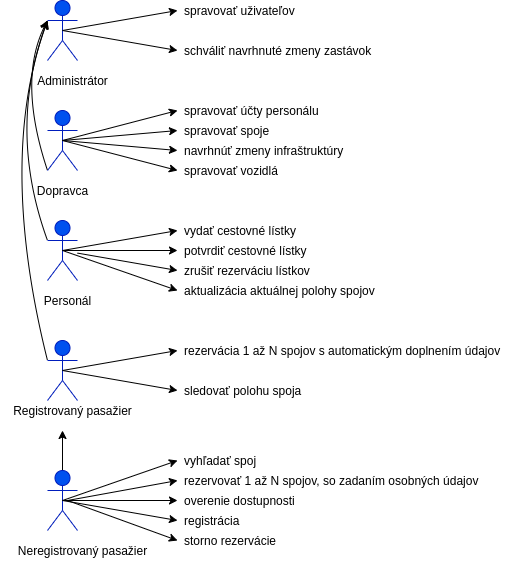 spravovať uživateľov
schváliť navrhnuté zmeny zastávok
Administrátor
spravovať účty personálu
spravovať spoje
navrhnúť zmeny infraštruktúry
spravovať vozidlá
Dopravca
vydať cestovné lístky
potvrdiť cestovné lístky
zrušiť rezerváciu lístkov
aktualizácia aktuálnej polohy spojov
Personál
rezervácia 1 až N spojov s automatickým doplnením údajov
sledovať polohu spoja
Registrovaný pasažier
vyhľadať spoj
rezervovať 1 až N spojov, so zadaním osobných údajov
overenie dostupnosti
registrácia
storno rezervácie
Neregistrovaný pasažier